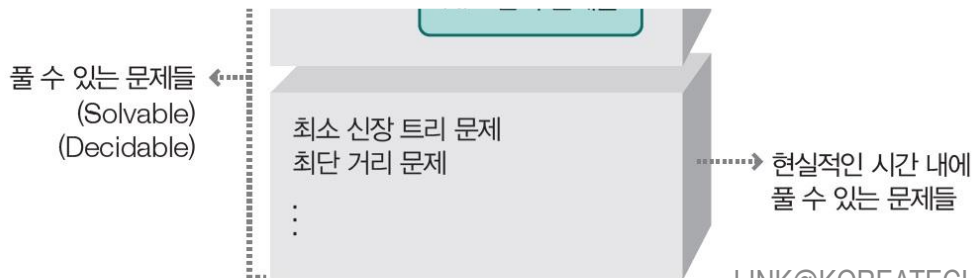 풀 수 있는 문제들
(Solvable)
(Decidable)
최소 신장 트리 문제
최단 거리 문제
⋮
현실적인 시간 내에
풀 수 있는 문제들